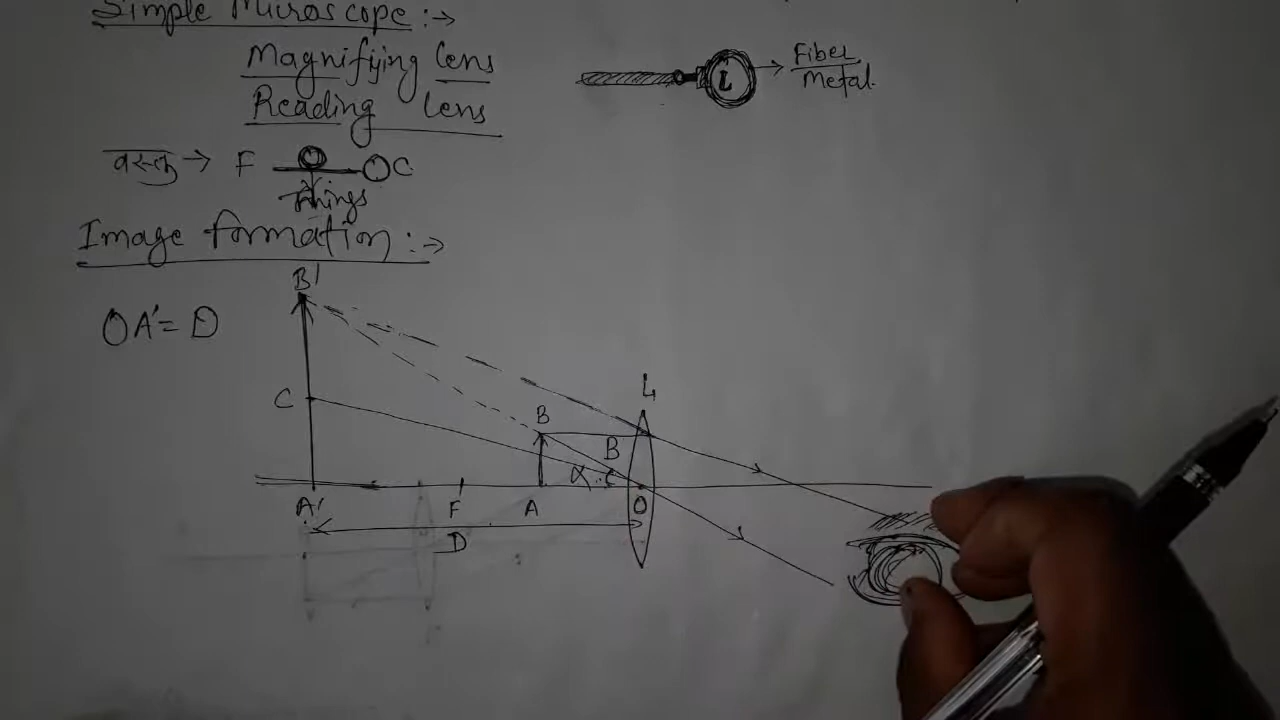 Simple Microscope :→
Magnifying lens
Reading lens
L → Fiber
Metal
वस्तु → F C
Things
Image formation :→
B'
OA' = D
L
C
B
B
α
A' F A O
D